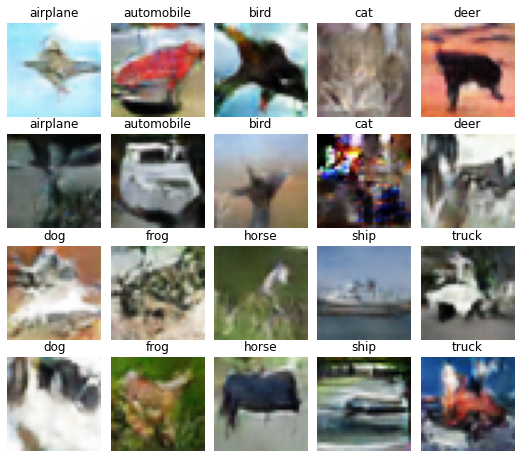 airplane automobile bird cat deer
airplane automobile bird cat deer
dog frog horse ship truck
dog frog horse ship truck